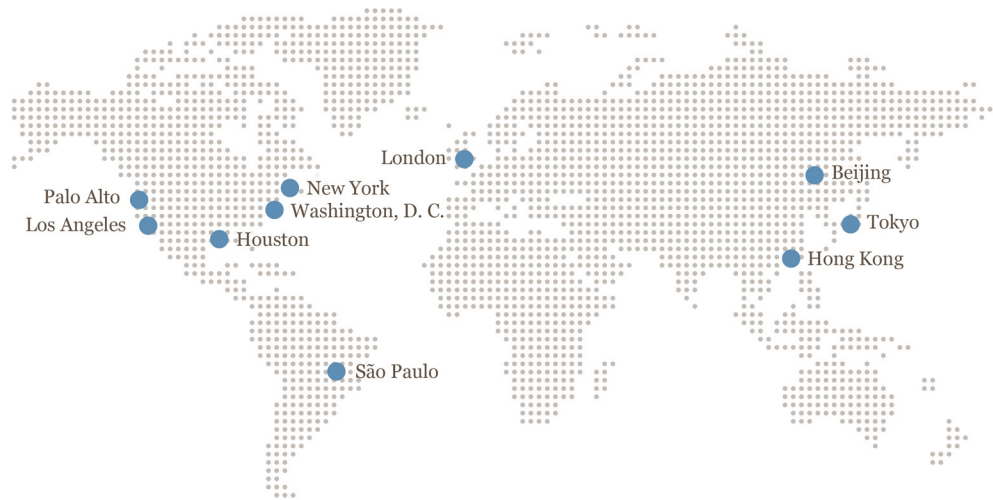 London
Beijing
New York
Palo Alto
Washington, D. C.
Los Angeles
Tokyo
Houston
Hong Kong
São Paulo